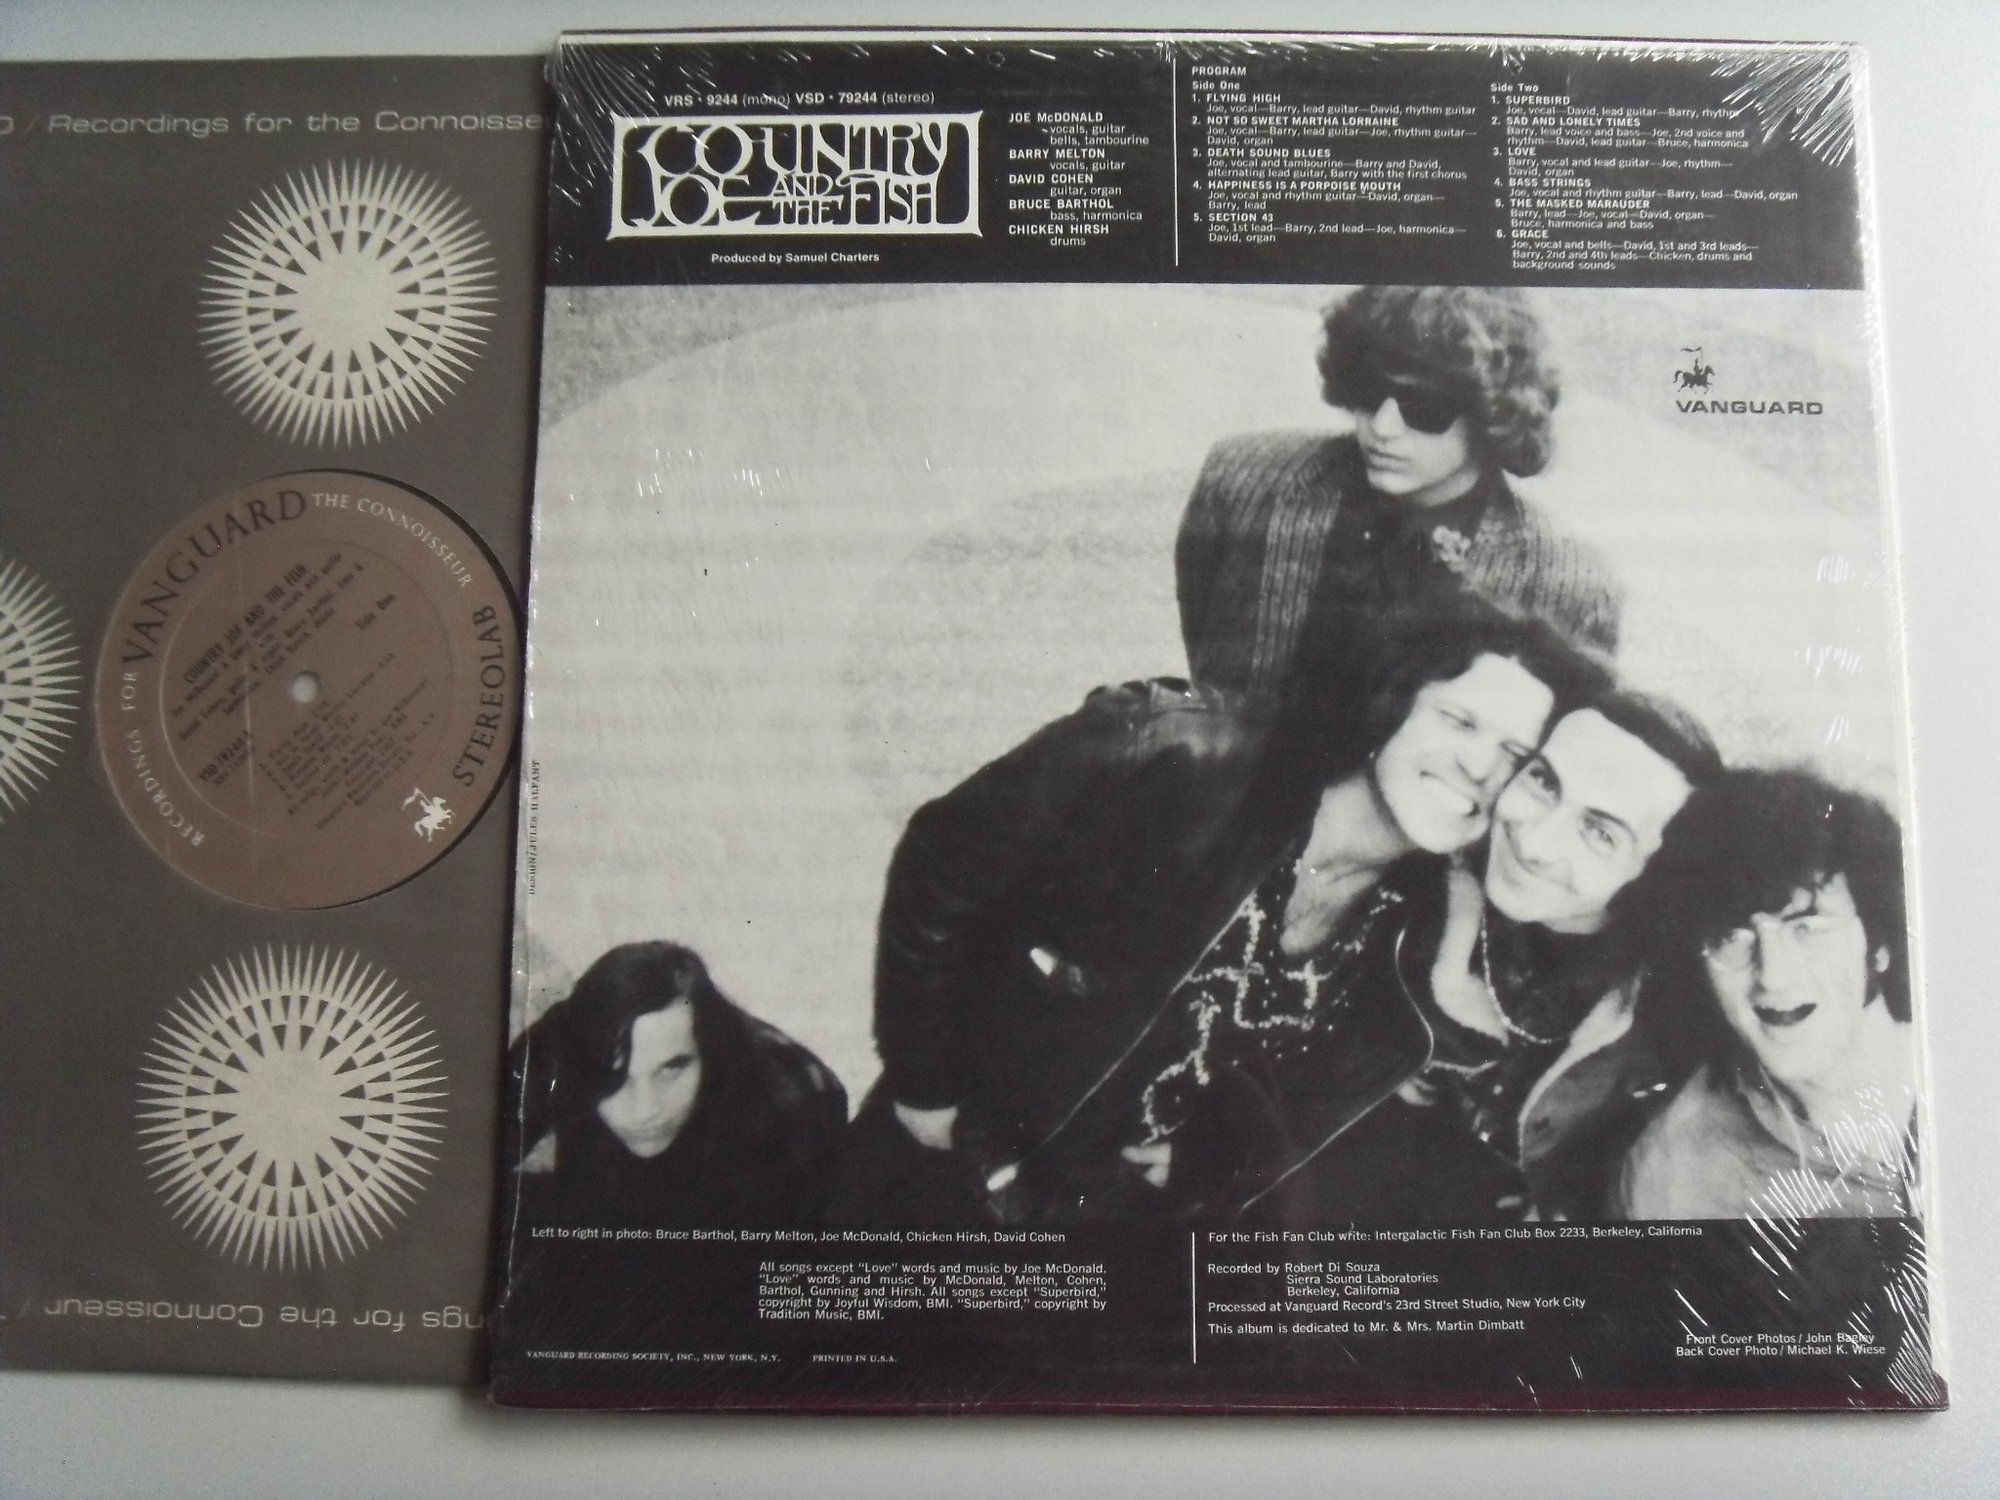 Recordings for the Connoisse
VANGUARD
THE CONNOISSEUR
RECORDINGS FOR
STEREOLAB
COUNTRY JOE AND THE FISH
Side One
ngs for the Connoisseur
VRS • 9244 (mono) VSD • 79244 (stereo)
COUNTRY
JOE AND THE FISH
Produced by Samuel Charters
JOE McDONALD
vocals, guitar
bells, tambourine
BARRY MELTON
vocals, guitar
DAVID COHEN
guitar, organ
BRUCE BARTHOL
bass, harmonica
CHICKEN HIRSH
drums
PROGRAM
Side One
1. FLYING HIGH
Joe, vocal—Barry, lead guitar—David, rhythm guitar
2. NOT SO SWEET MARTHA LORRAINE
Joe, vocal—Barry, lead guitar—Joe, rhythm guitar—
David, organ
3. DEATH SOUND BLUES
Joe, vocal and tambourine—Barry and David,
alternating lead guitar, Barry with the first chorus
4. HAPPINESS IS A PORPOISE MOUTH
Joe, vocal and rhythm guitar—David, organ—
Barry, lead
5. SECTION 43
Joe, 1st lead—Barry, 2nd lead—Joe, harmonica—
David, organ
Side Two
1. SUPERBIRD
Joe, vocal—David, lead guitar—Barry, rhythm
2. SAD AND LONELY TIMES
Barry, lead voice and bass—Joe, 2nd voice and
rhythm—David, lead guitar—Bruce, harmonica
3. LOVE
Barry, vocal and lead guitar—Joe, rhythm—
David, organ
4. BASS STRINGS
Joe, vocal and rhythm guitar—Barry, lead—David, organ
5. THE MASKED MARAUDER
Barry, lead—Joe, vocal—David, organ—
Bruce, harmonica and bass
6. GRACE
Joe, vocal and bells—David, 1st and 3rd leads—
Barry, 2nd and 4th leads—Chicken, drums and
background sounds
VANGUARD
DESIGN/JULES HALFANT
Left to right in photo: Bruce Barthol, Barry Melton, Joe McDonald, Chicken Hirsh, David Cohen
All songs except “Love” words and music by Joe McDonald.
“Love” words and music by McDonald, Melton, Cohen,
Barthol, Gunning and Hirsh. All songs except “Superbird,”
copyright by Joyful Wisdom, BMI. “Superbird,” copyright by
Tradition Music, BMI.
VANGUARD RECORDING SOCIETY, INC., NEW YORK, N.Y. PRINTED IN U.S.A.
For the Fish Fan Club write: Intergalactic Fish Fan Club Box 2233, Berkeley, California
Recorded by Robert Di Souza
Sierra Sound Laboratories
Berkeley, California
Processed at Vanguard Record's 23rd Street Studio, New York City
This album is dedicated to Mr. & Mrs. Martin Dimbatt
Front Cover Photos / John Bagley
Back Cover Photo / Michael K. Wiese